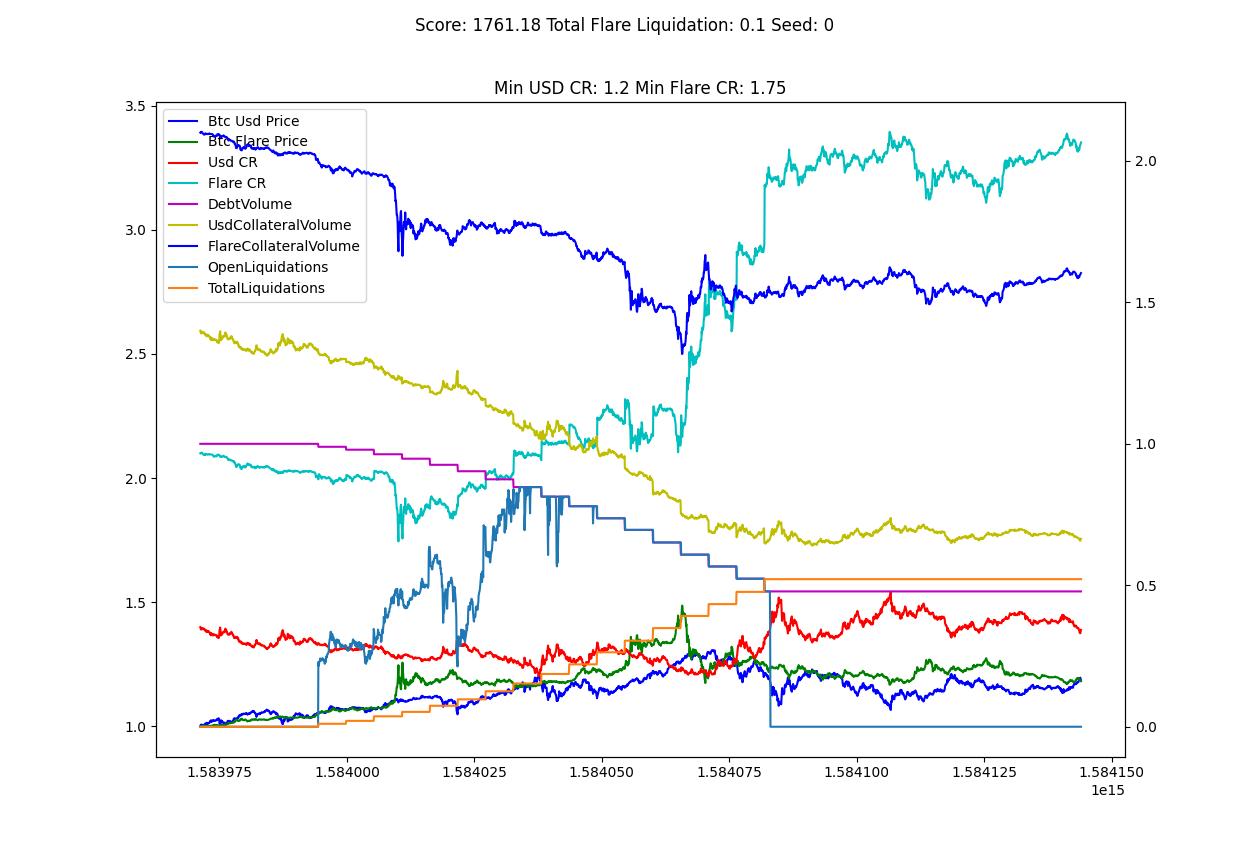 Score: 1761.18 Total Flare Liquidation: 0.1 Seed: 0
Min USD CR: 1.2 Min Flare CR: 1.75
3.5
3.0
2.5
2.0
1.5
1.0
Btc Usd Price
Btc Flare Price
Usd CR
Flare CR
DebtVolume
UsdCollateralVolume
FlareCollateralVolume
OpenLiquidations
TotalLiquidations
2.0
1.5
1.0
0.5
0.0
1.583975 1.584000 1.584025 1.584050 1.584075 1.584100 1.584125 1.584150
1e15